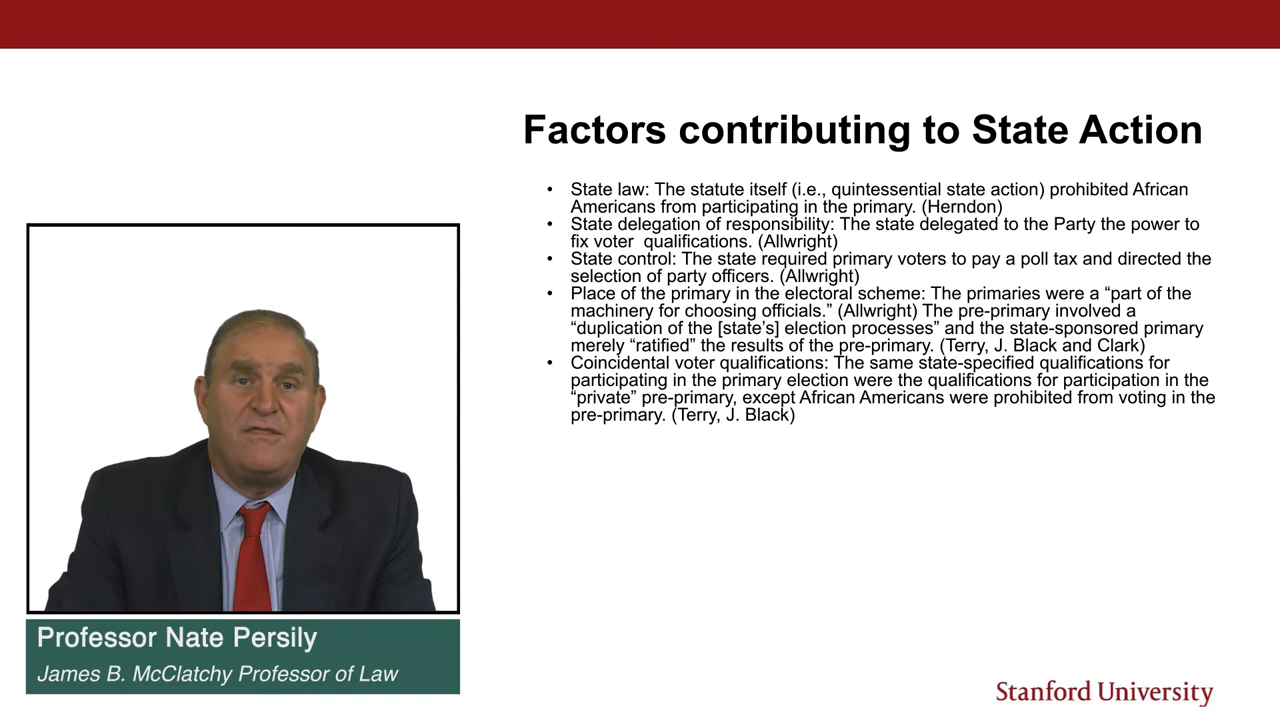 Factors contributing to State Action
• State law: The statute itself (i.e., quintessential state action) prohibited African
Americans from participating in the primary. (Herndon)
• State delegation of responsibility: The state delegated to the Party the power to
fix voter  qualifications. (Allwright)
• State control: The state required primary voters to pay a poll tax and directed the
selection of party officers. (Allwright)
• Place of the primary in the electoral scheme: The primaries were a “part of the
machinery for choosing officials.” (Allwright) The pre-primary involved a
“duplication of the [state’s] election processes” and the state-sponsored primary
merely “ratified” the results of the pre-primary. (Terry, J. Black and Clark)
• Coincidental voter qualifications: The same state-specified qualifications for
participating in the primary election were the qualifications for participation in the
“private” pre-primary, except African Americans were prohibited from voting in the
pre-primary. (Terry, J. Black)
Professor Nate Persily
James B. McClatchy Professor of Law
Stanford University